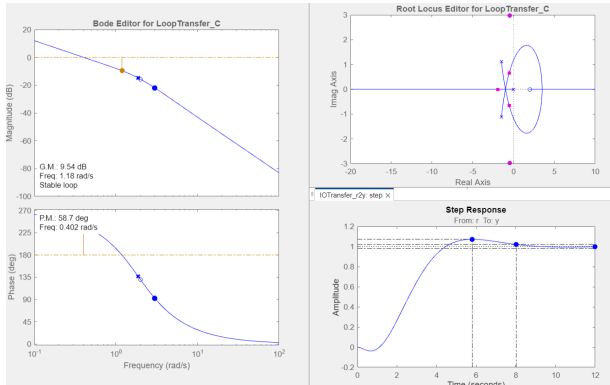 Bode Editor for LoopTransfer_C
20
0
-20
-40
-60
-80
-100
Magnitude (dB)
G.M.: 9.54 dB
Freq: 1.18 rad/s
Stable loop
270
225
180
135
90
45
0
Phase (deg)
P.M.: 58.7 deg
Freq: 0.402 rad/s
10^-1 10^0 10^1 10^2
Frequency (rad/s)
Root Locus Editor for LoopTransfer_C
3
2
1
0
-1
-2
-3
Imag Axis
-20 -15 -10 -5 0 5 10
Real Axis
IOTransfer_r2y: step ×
Step Response
From: r To: y
1.2
1
0.8
0.6
0.4
0.2
0
-0.2
Amplitude
0 2 4 6 8 10 12
Time (seconds)